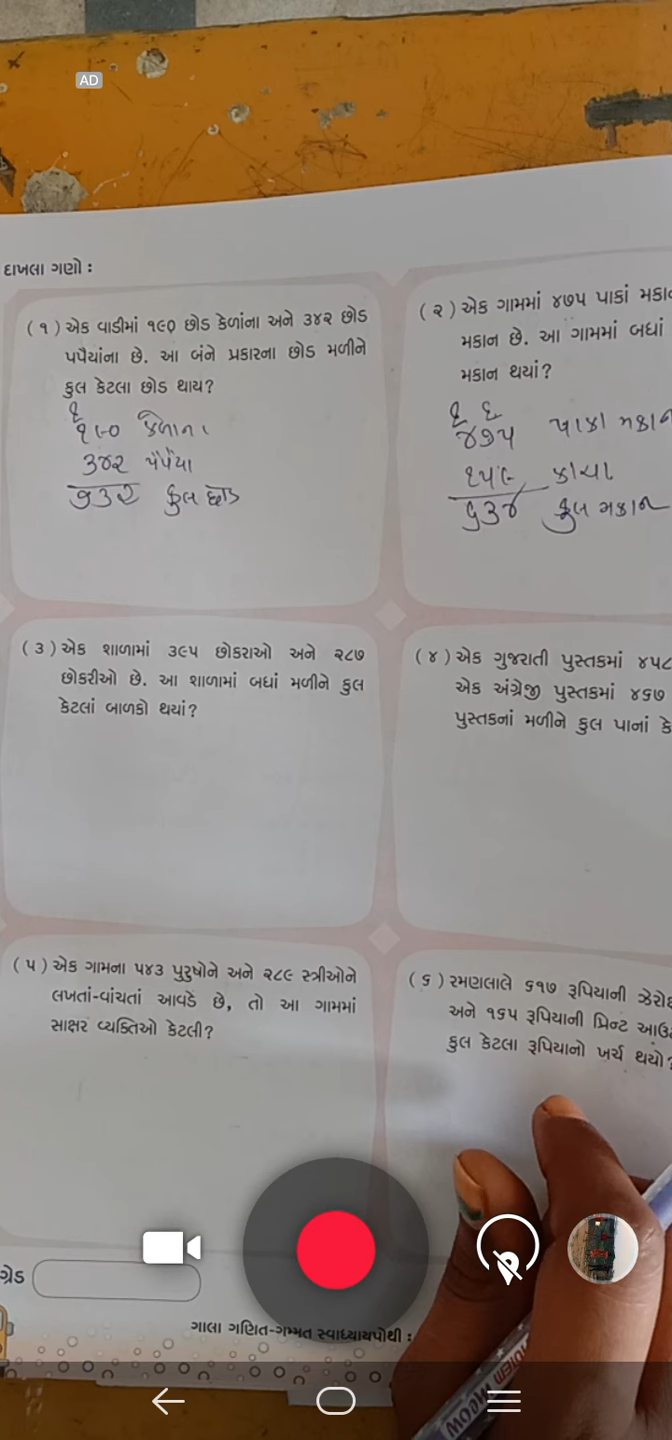 AD
દાખલા ગણો :
(૧) એક વાડીમાં ૧૯૦ છોડ કેળાંના અને ૩૪૨ છોડ
પપૈયાંના છે. આ બંને પ્રકારના છોડ મળીને
કુલ કેટલા છોડ થાય?
૧
૧૯૦ કેળાના
૩૪૨ પપૈયા
કુલ છોડ
(૨) એક ગામમાં ૪૭૫ પાકાં
મકાન છે. આ ગામમાં બધાં
મકાન થયાં?
૪૭૫ પાકા મકાન
૧૫૯ કાચા
૬૩૪ કુલ મકાન
(૩) એક શાળામાં ૩૯૫ છોકરાઓ અને ૨૮૭
છોકરીઓ છે. આ શાળામાં બધાં મળીને કુલ
કેટલાં બાળકો થયાં?
(૪) એક ગુજરાતી પુસ્તકમાં
એક અંગ્રેજી પુસ્તકમાં ૪૬૭
પુસ્તકનાં મળીને કુલ પાનાં
(૫) એક ગામના ૫૪૩ પુરુષોને અને ૨૮૯ સ્ત્રીઓને
લખતાં-વાંચતાં આવડે છે, તો આ ગામમાં
સાક્ષર વ્યક્તિઓ કેટલી?
(૬) રમણલાલે ૬૧૭ રૂપિયાની
અને ૧૬૫ રૂપિયાની પ્રિન્ટ
કુલ કેટલા રૂપિયાનો ખર્ચ થયો?
ગ્રેડ
ગાલા ગણિત-ગમ્મત સ્વાધ્યાયપોથી :